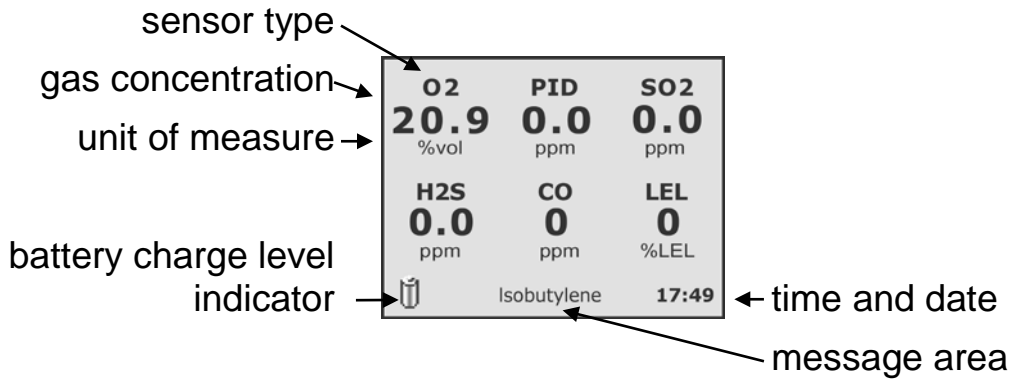 sensor type
gas concentration
unit of measure
O2 PID SO2
20.9 0.0 0.0
%vol ppm ppm
H2S CO LEL
0.0 0 0
ppm ppm %LEL
battery charge level
indicator
Isobutylene 17:49
time and date
message area